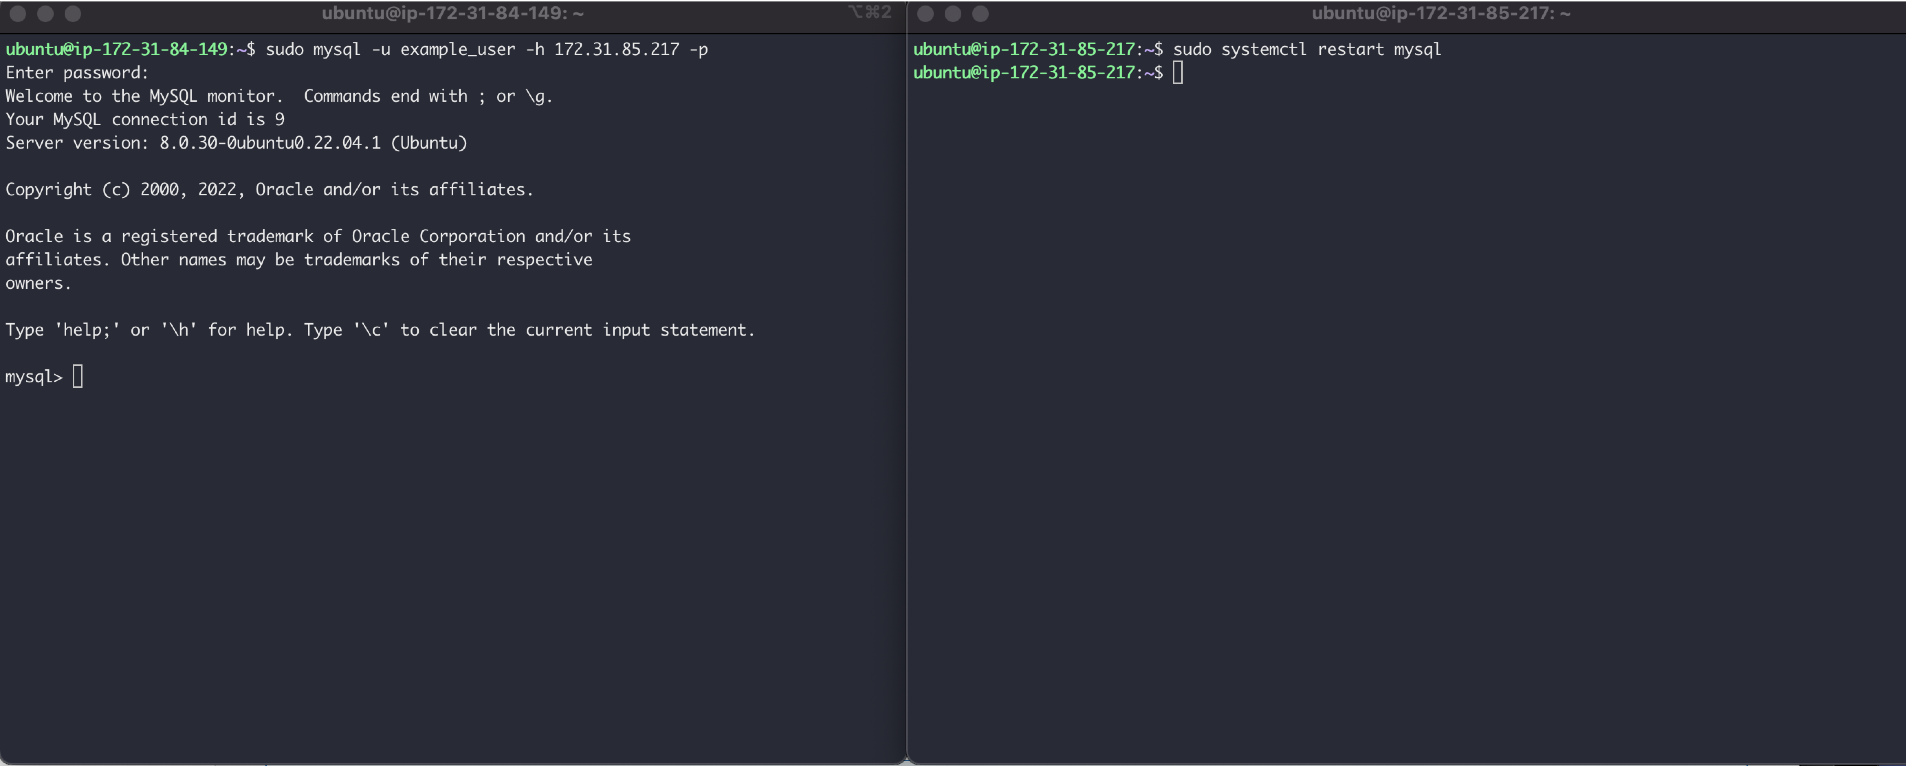 ubuntu@ip-172-31-84-149: ~
⌥⌘2
ubuntu@ip-172-31-84-149:~$ sudo mysql -u example_user -h 172.31.85.217 -p
Enter password:
Welcome to the MySQL monitor.  Commands end with ; or \g.
Your MySQL connection id is 9
Server version: 8.0.30-0ubuntu0.22.04.1 (Ubuntu)
Copyright (c) 2000, 2022, Oracle and/or its affiliates.
Oracle is a registered trademark of Oracle Corporation and/or its
affiliates. Other names may be trademarks of their respective
owners.
Type 'help;' or '\h' for help. Type '\c' to clear the current input statement.
mysql>
ubuntu@ip-172-31-85-217: ~
ubuntu@ip-172-31-85-217:~$ sudo systemctl restart mysql
ubuntu@ip-172-31-85-217:~$